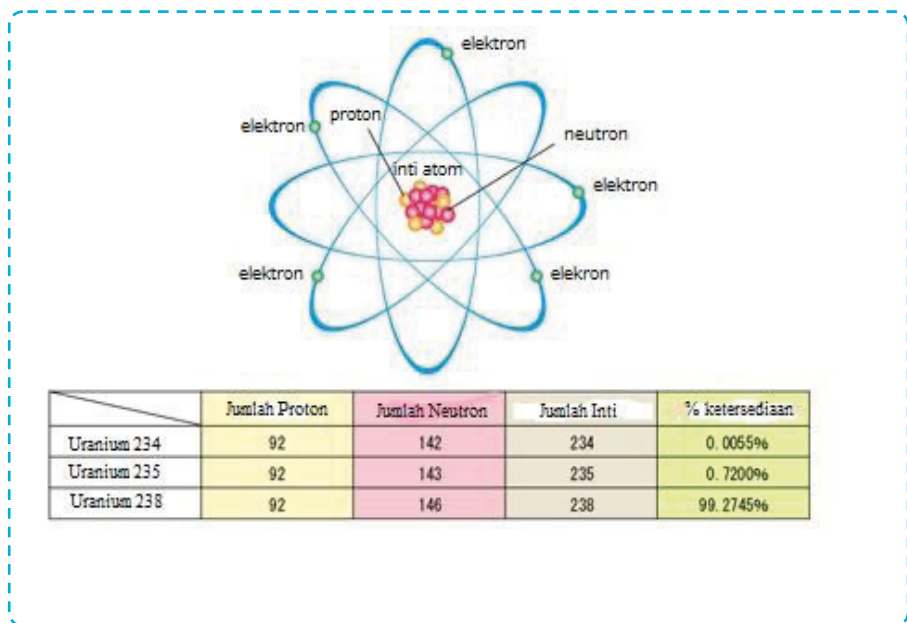 elektron
proton
elektron
neutron
inti atom
elektron
elektron
elekron
Jumlah Proton Jumlah Neutron Jumlah Inti % ketersediaan
Uranium 234 92 142 234 0.0055%
Uranium 235 92 143 235 0.7200%
Uranium 238 92 146 238 99.2745%